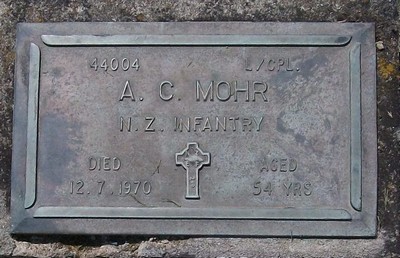 44004 L/CPL.
A. C. MOHR
N. Z. INFANTRY
DIED AGED
12. 7. 1970 54 YRS